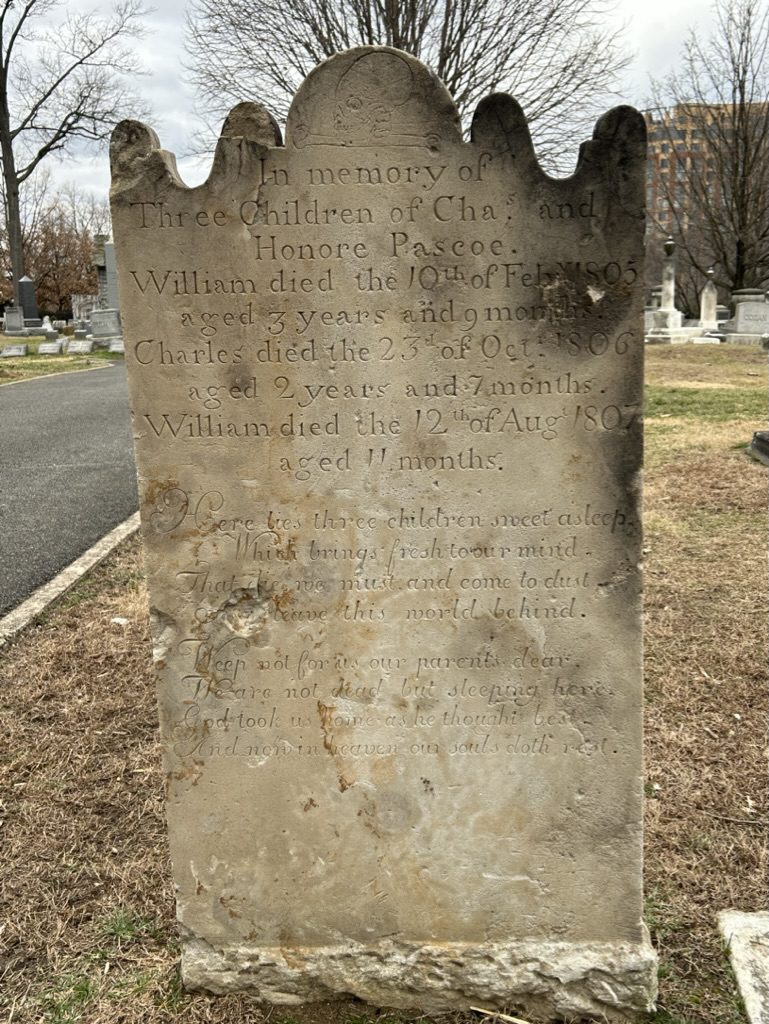 In memory of
Three Children of Chaˢ. and
Honore Pascoe.
William died the 10th of Feby 1805
aged 3 years and 9 months.
Charles died the 23d of Oct. 1806
aged 2 years and 7 months.
William died the 12th of Augt 1807
aged 11 months.
Here lies three children sweet asleep.
Which brings fresh to our mind.
That die we must and come to dust
leave this world behind.
Weep not for us our parents dear.
We are not dead but sleeping here.
God took us home as he thought best.
And now in heaven our souls doth rest.
COGAN